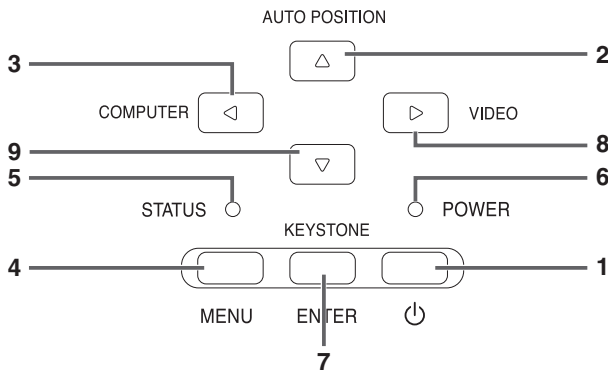 AUTO POSITION
3
2
COMPUTER
VIDEO
9
8
5
6
STATUS
POWER
KEYSTONE
4
1
MENU
ENTER
7